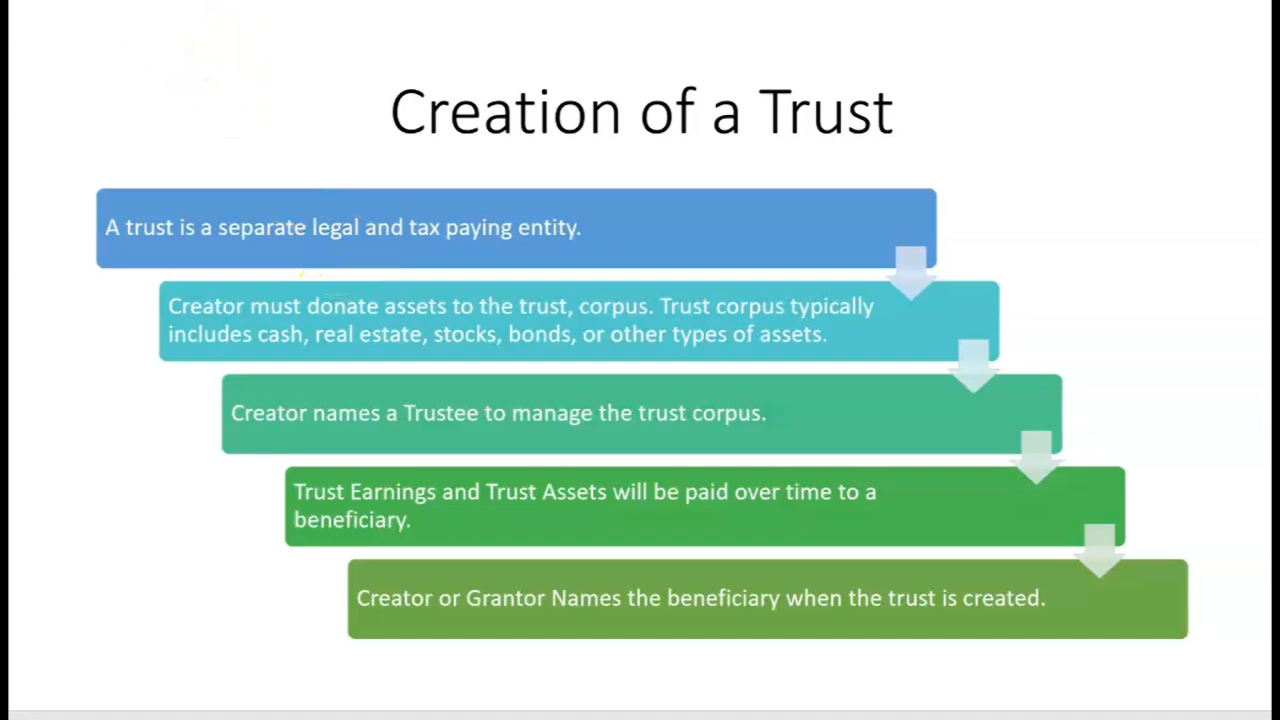 Creation of a Trust
A trust is a separate legal and tax paying entity.
Creator must donate assets to the trust, corpus. Trust corpus typically
includes cash, real estate, stocks, bonds, or other types of assets.
Creator names a Trustee to manage the trust corpus.
Trust Earnings and Trust Assets will be paid over time to a
beneficiary.
Creator or Grantor Names the beneficiary when the trust is created.